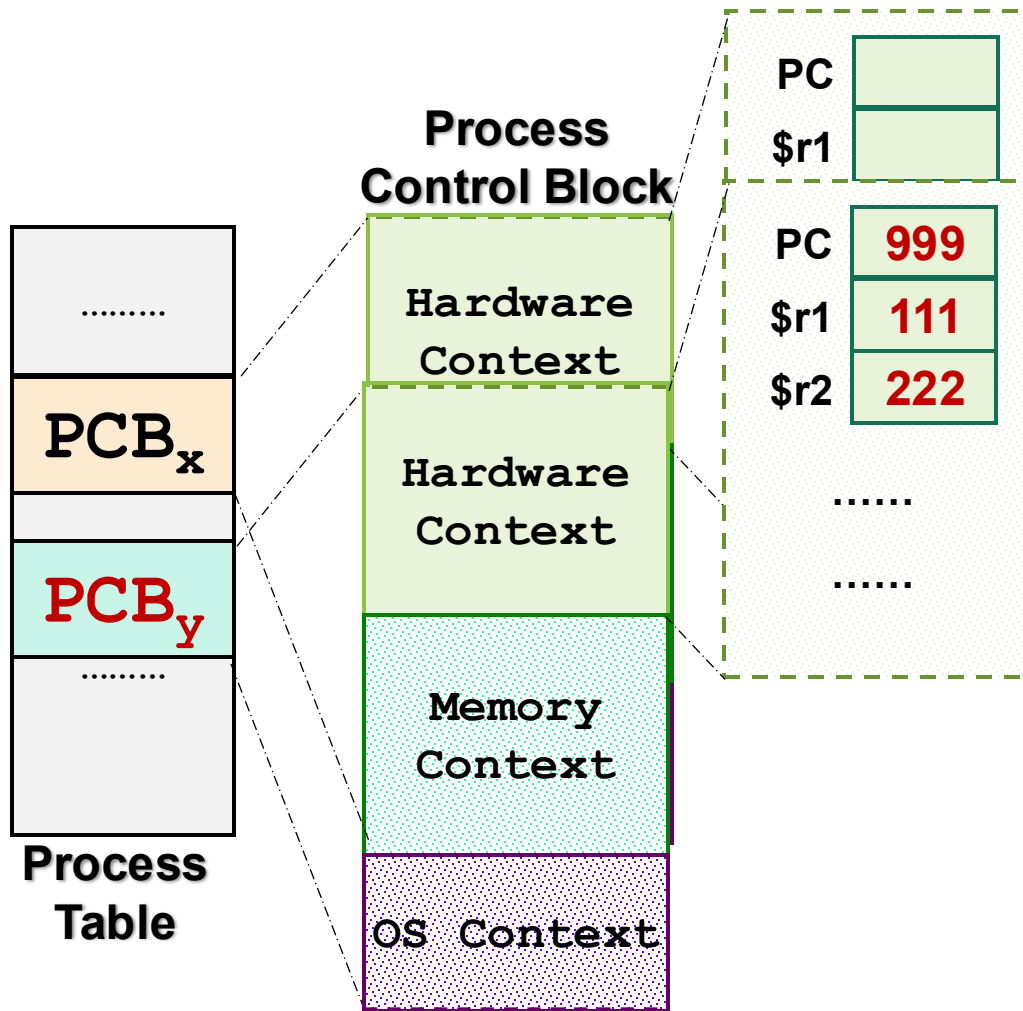 ………
PCBx
PCBy
………
Process
Table
Process
Control Block
Hardware
Context
Hardware
Context
Memory
Context
OS Context
PC
$r1
PC 999
$r1 111
$r2 222
……
……